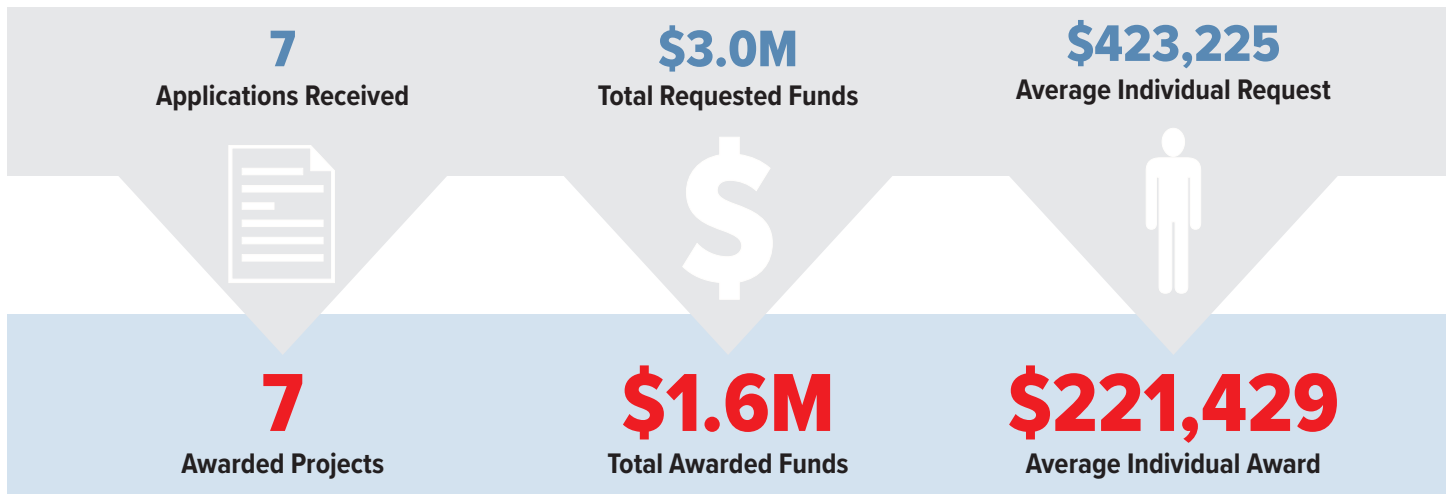 7
Applications Received
$3.0M
Total Requested Funds
$423,225
Average Individual Request
$
7
Awarded Projects
$1.6M
Total Awarded Funds
$221,429
Average Individual Award